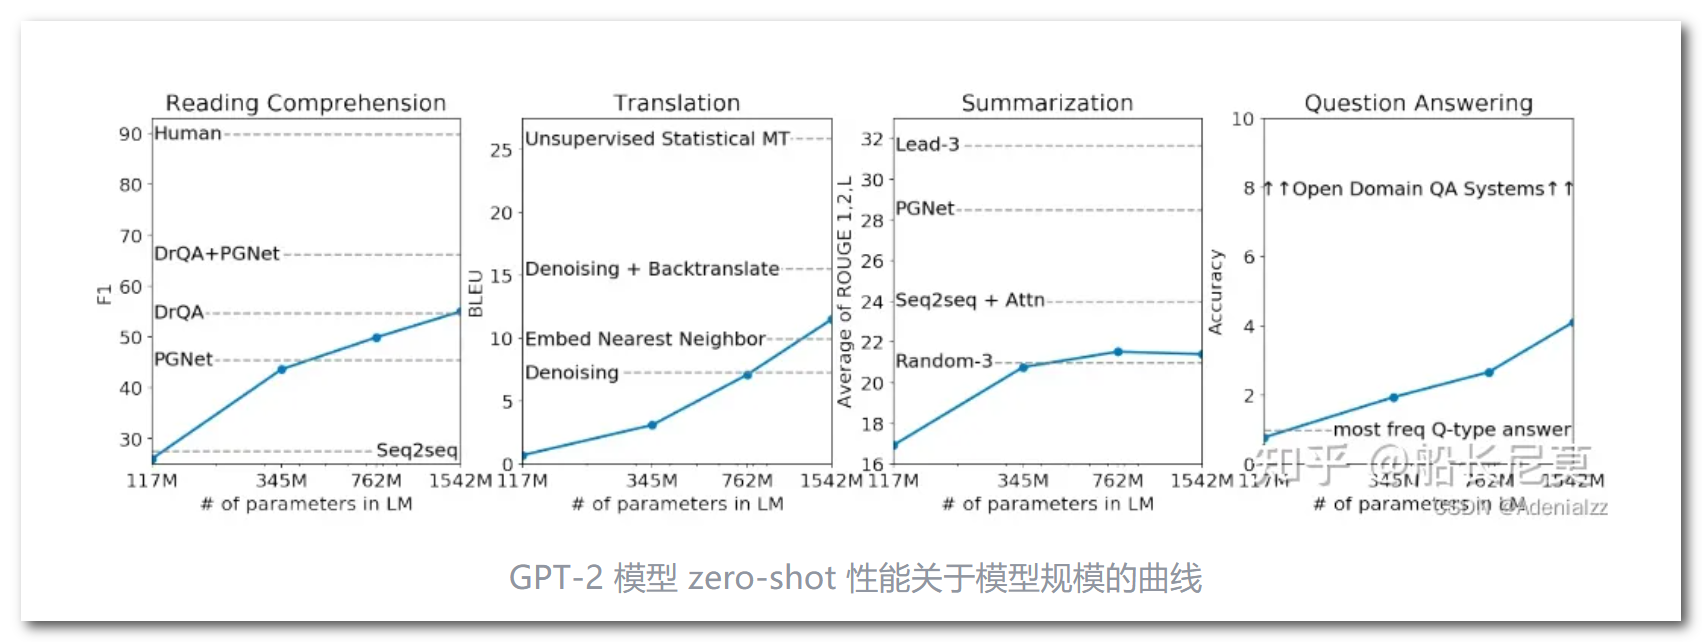 Reading Comprehension
90
80
70
60
50
40
30
F1
Human
DrQA+PGNet
DrQA
PGNet
Seq2seq
117M 345M 762M 1542M
# of parameters in LM
Translation
25
20
15
10
5
0
BLEU
Unsupervised Statistical MT
Denoising + Backtranslate
Embed Nearest Neighbor
Denoising
117M 345M 762M 1542M
# of parameters in LM
Summarization
32
30
28
26
24
22
20
18
16
Average of ROUGE 1,2,L
Lead-3
PGNet
Seq2seq + Attn
Random-3
117M 345M 762M 1542M
# of parameters in LM
Question Answering
10
8
6
4
2
0
Accuracy
↑↑Open Domain QA Systems↑↑
most freq Q-type answer
117M 345M 762M 1542M
# of parameters in LM
知乎 @船长尼莫
CSDN @Adenialzz
GPT-2 模型 zero-shot 性能关于模型规模的曲线